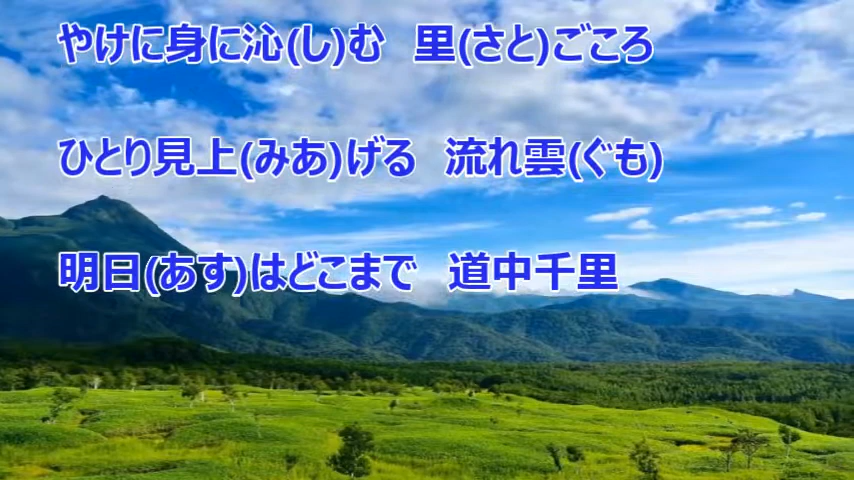 やけに身に沁(し)む　里(さと)ごころ
ひとり見上(みあ)げる　流れ雲(ぐも)
明日(あす)はどこまで　道中千里